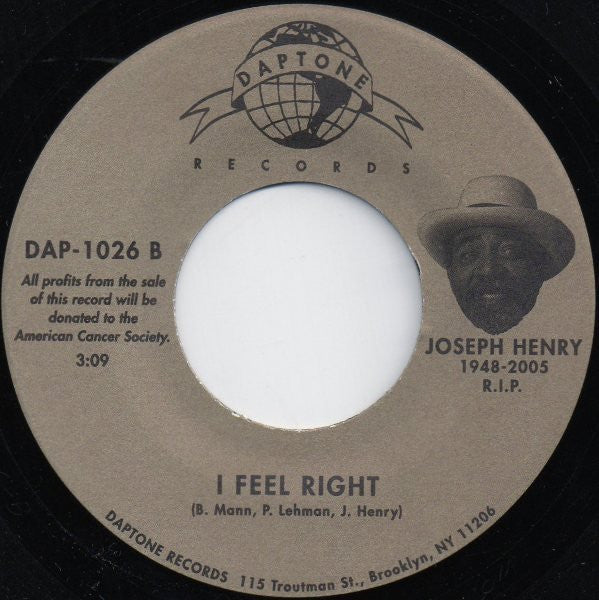 DAPTONE
RECORDS
DAP-1026 B
All profits from the sale
of this record will be
donated to the
American Cancer Society.
3:09
JOSEPH HENRY
1948-2005
R.I.P.
I FEEL RIGHT
(B. Mann, P. Lehman, J. Henry)
DAPTONE RECORDS 115 Troutman St., Brooklyn, NY 11206